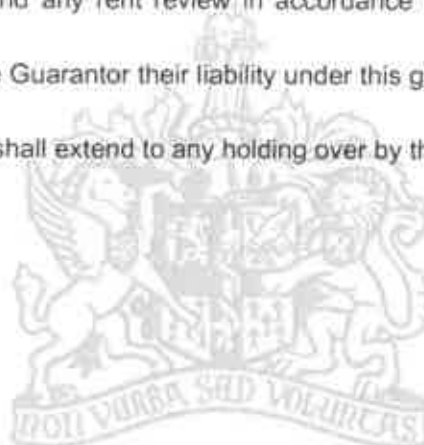 nd any rent review in accordance
e Guarantor their liability under this g
shall extend to any holding over by th
NON VERBA SED VOLUNTAS